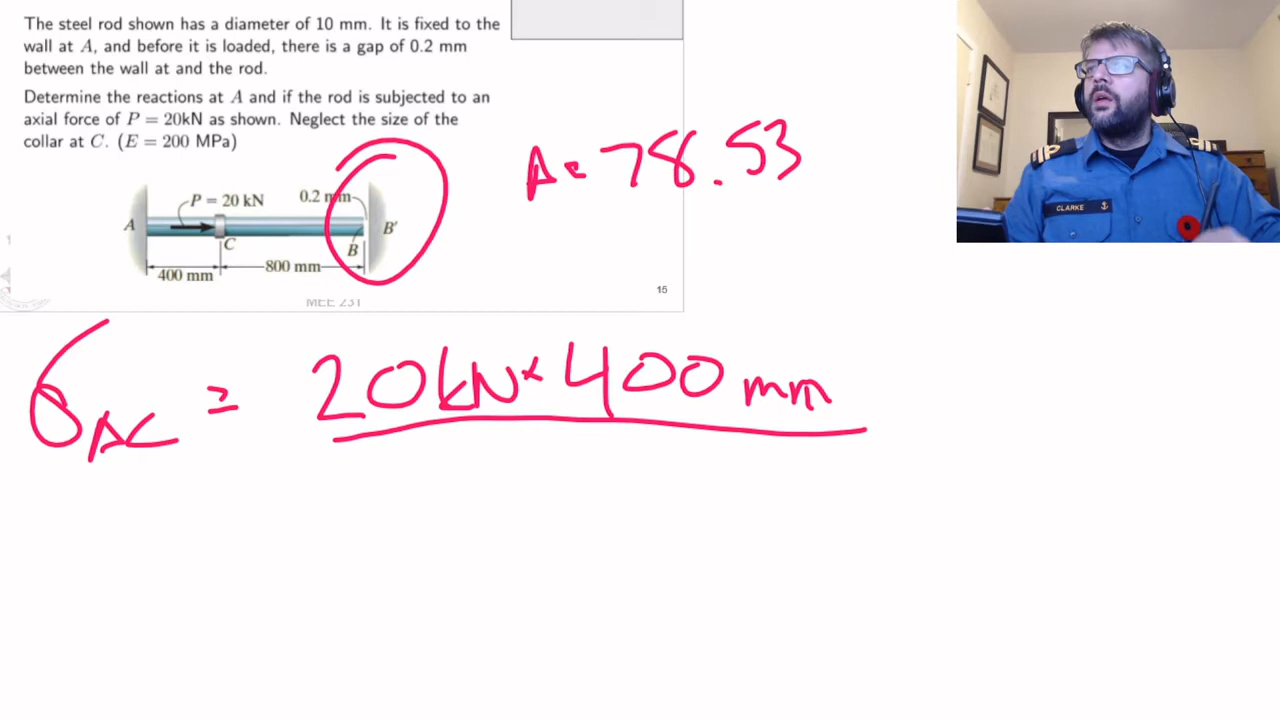 The steel rod shown has a diameter of 10 mm. It is fixed to the
wall at A, and before it is loaded, there is a gap of 0.2 mm
between the wall at and the rod.
Determine the reactions at A and if the rod is subjected to an
axial force of P = 20kN as shown. Neglect the size of the
collar at C. (E = 200 MPa)
A = 78.53
P = 20 kN
0.2 mm
A
B'
C
B
400 mm
800 mm
MEE 231
15
CLARKE
δAC = 20kN × 400 mm